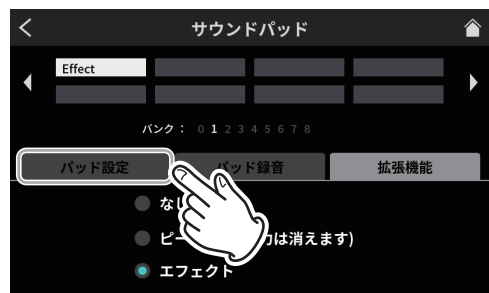 サウンドパッド
Effect
バンク： 0 1 2 3 4 5 6 7 8
パッド設定 パッド録音 拡張機能
な
ピー 力は消えます)
エフェクト